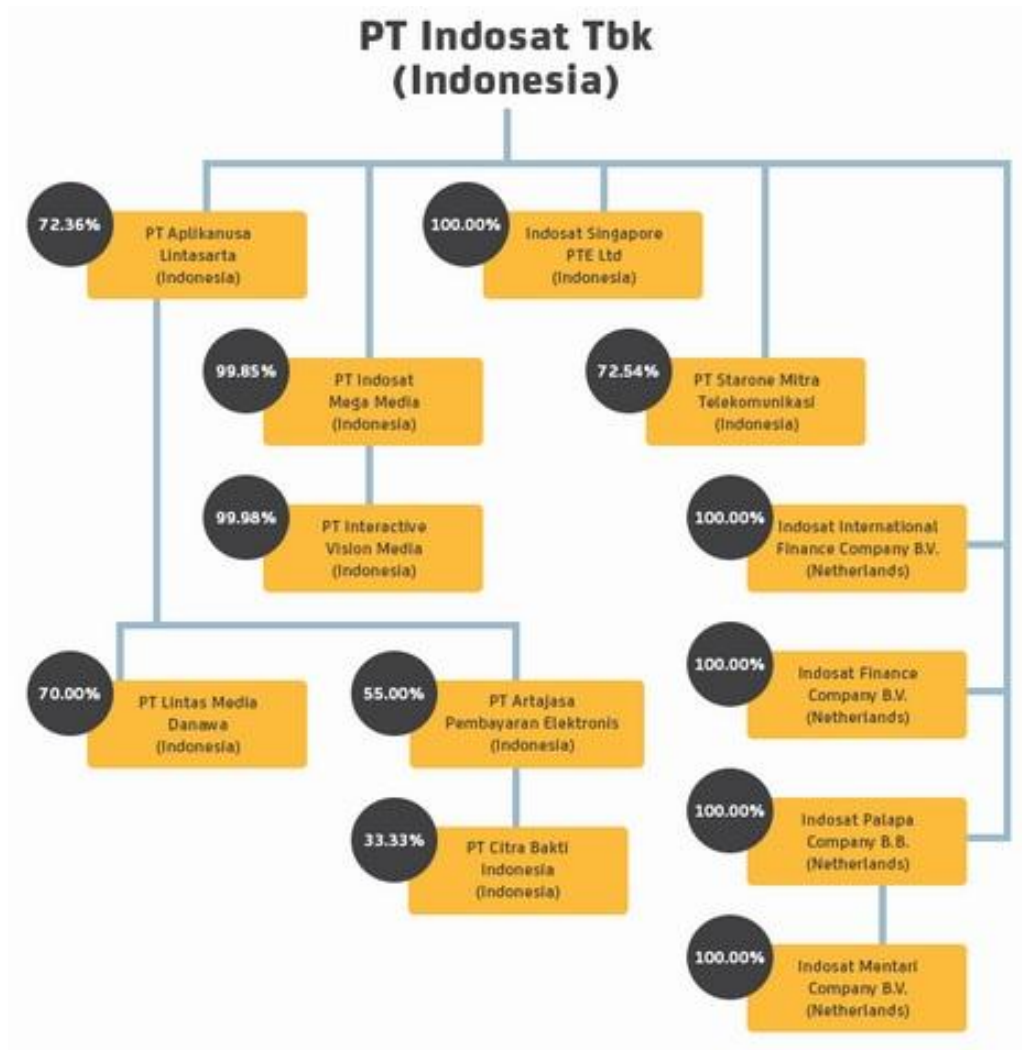 PT Indosat Tbk
(Indonesia)
72.36%
PT Aplikanusa
Lintasarta
(Indonesia)
100.00%
Indosat Singapore
PTE Ltd
(Indonesia)
99.85%
PT Indosat
Mega Media
(Indonesia)
72.54%
PT Starone Mitra
Telekomunikasi
(Indonesia)
99.98%
PT Interactive
Vision Media
(Indonesia)
100.00%
Indosat International
Finance Company B.V.
(Netherlands)
70.00%
PT Lintas Media
Danawa
(Indonesia)
55.00%
PT Artajasa
Pembayaran Elektronis
(Indonesia)
100.00%
Indosat Finance
Company B.V.
(Netherlands)
33.33%
PT Citra Bakti
Indonesia
(Indonesia)
100.00%
Indosat Palapa
Company B.B.
(Netherlands)
100.00%
Indosat Mentari
Company B.V.
(Netherlands)